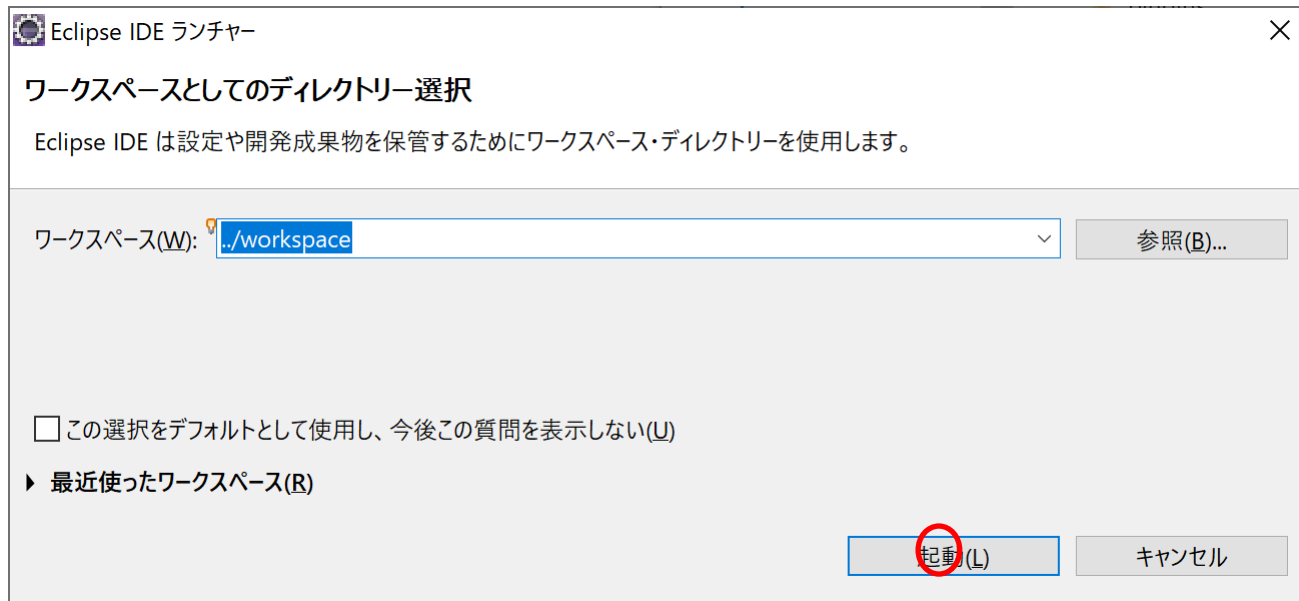 Eclipse IDE ランチャー
ワークスペースとしてのディレクトリー選択
Eclipse IDE は設定や開発成果物を保管するためにワークスペース・ディレクトリーを使用します。
ワークスペース(W): ../workspace 参照(B)...
この選択をデフォルトとして使用し、今後この質問を表示しない(U)
最近使ったワークスペース(R)
起動(L) キャンセル